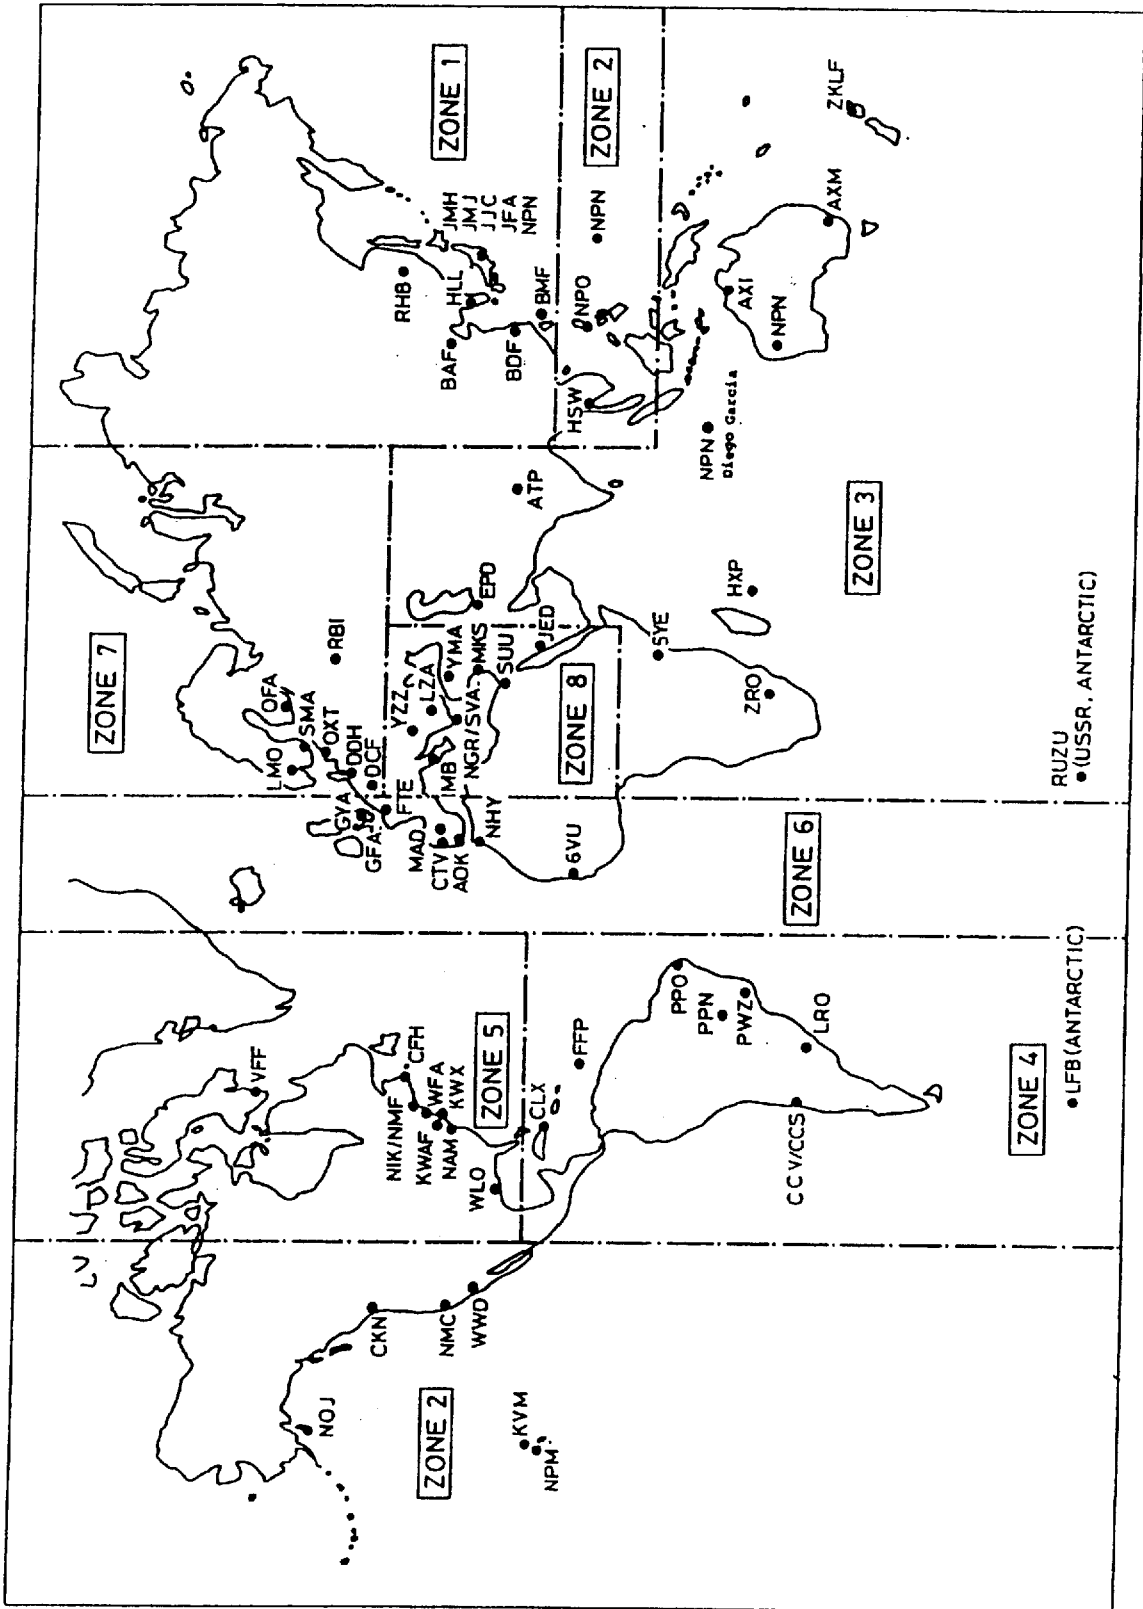 ZONE 2
NOJ
CKN
NMC
WWD
KVM
NPM
VFF
CFH
NIK/NMF
WFA
KWAF
KWX
NAM
WLO
ZONE 5
CLX
FFP
PPO
PPN
PWZ
LRO
CCV/CCS
ZONE 4
LFB(ANTARCTIC)
ZONE 6
6VU
ZONE 7
OFA
SMA
LMO
OXT
DDH
DCF
GYA
GFA
FTE
MAD
CTV
AOK
NHY
RBI
YZZ
LZA
YMA
IMB
NGR/SVA
MKS
SUU
JED
EPD
ZONE 8
5YE
ZRO
HXP
RUZU
(USSR, ANTARCTIC)
ZONE 3
ATP
NPN
Diego Garcia
ZONE 1
JMH
JMJ
JJC
JFA
NPN
RHB
HLL
BAF
BDF
BMF
ZONE 2
NPN
NPO
HSW
AXI
NPN
AXM
ZKLF